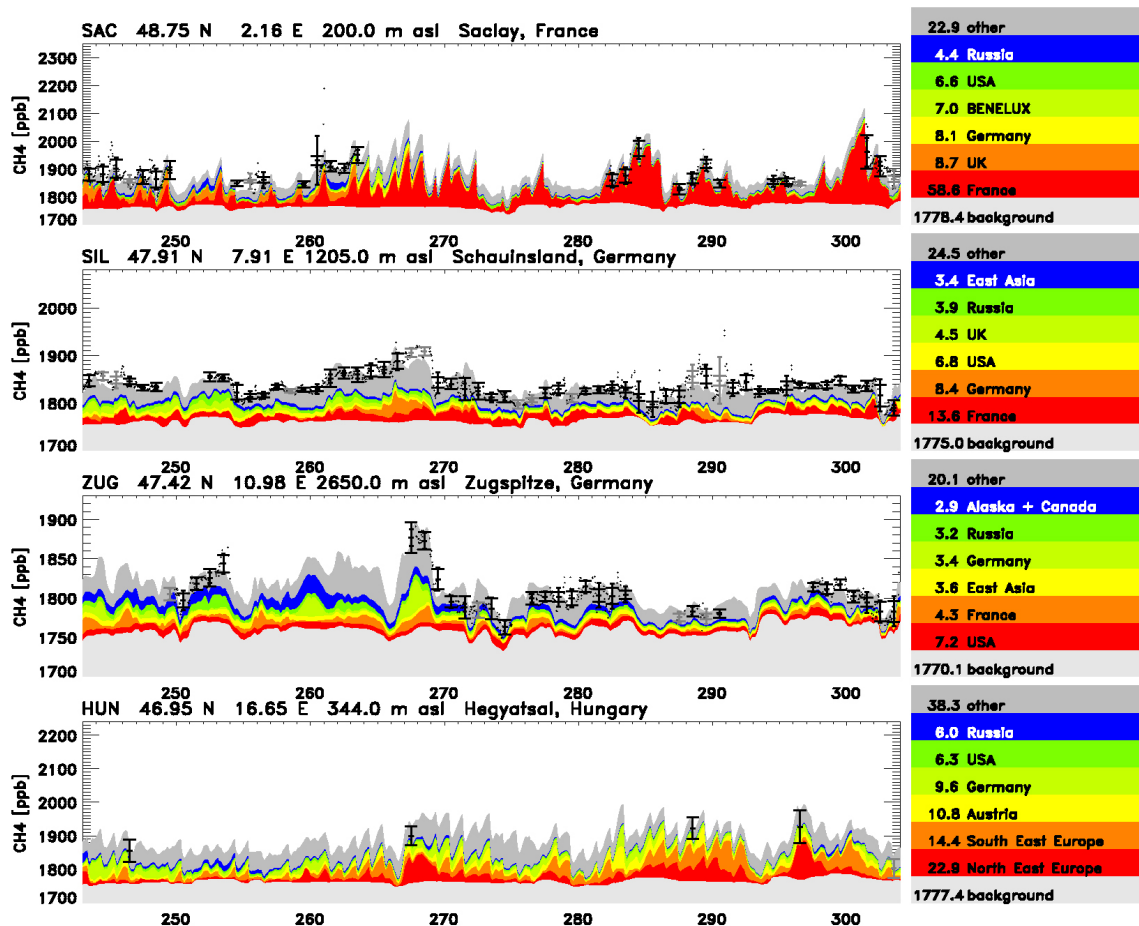 SAC 48.75 N 2.16 E 200.0 m asl Saclay, France
CH4 [ppb]
2300
2200
2100
2000
1900
1800
1700
250 260 270 280 290 300
22.9 other
4.4 Russia
6.6 USA
7.0 BENELUX
8.1 Germany
8.7 UK
58.6 France
1778.4 background
SIL 47.91 N 7.91 E 1205.0 m asl Schauinsland, Germany
CH4 [ppb]
2000
1900
1800
1700
250 260 270 280 290 300
24.5 other
3.4 East Asia
3.9 Russia
4.5 UK
6.8 USA
8.4 Germany
13.6 France
1775.0 background
ZUG 47.42 N 10.98 E 2650.0 m asl Zugspitze, Germany
CH4 [ppb]
1900
1850
1800
1750
1700
250 260 270 280 290 300
20.1 other
2.9 Alaska + Canada
3.2 Russia
3.4 Germany
3.6 East Asia
4.3 France
7.2 USA
1770.1 background
HUN 46.95 N 16.65 E 344.0 m asl Hegyatsal, Hungary
CH4 [ppb]
2200
2100
2000
1900
1800
1700
250 260 270 280 290 300
38.3 other
6.0 Russia
6.3 USA
9.6 Germany
10.8 Austria
14.4 South East Europe
22.9 North East Europe
1777.4 background